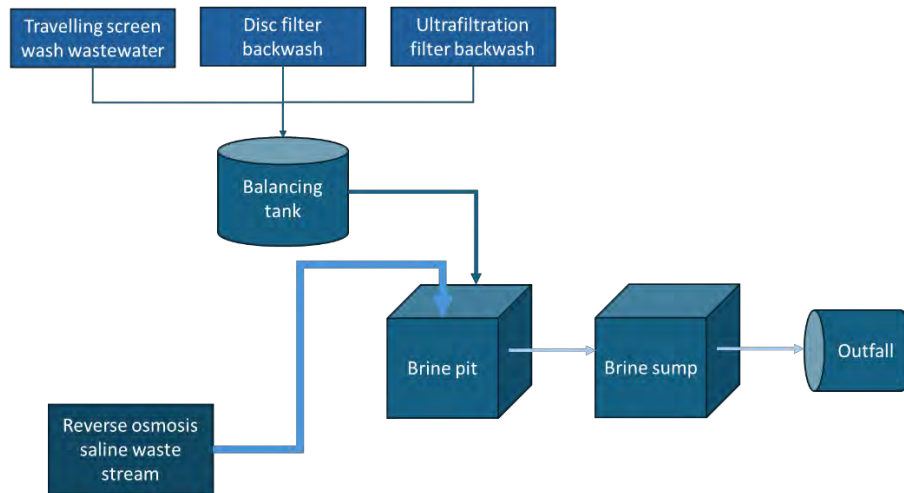 Travelling screen
wash wastewater
Disc filter
backwash
Ultrafiltration
filter backwash
Balancing
tank
Brine pit
Brine sump
Outfall
Reverse osmosis
saline waste
stream